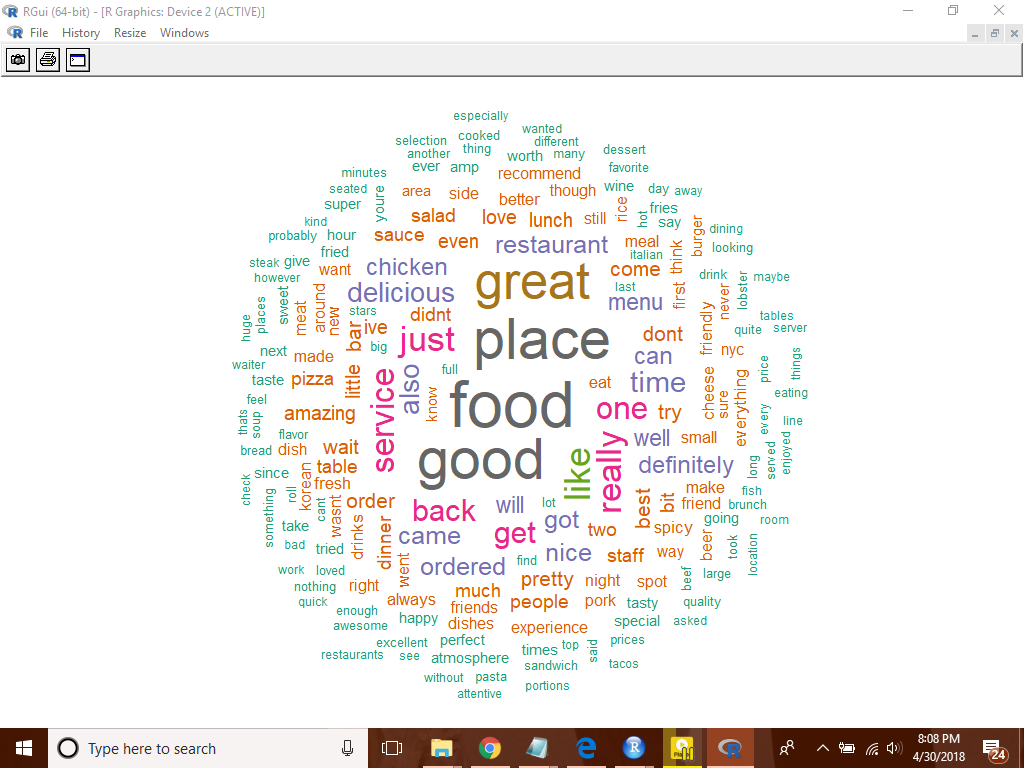 RGui (64-bit) - [R Graphics: Device 2 (ACTIVE)]
File History Resize Windows
especially
cooked wanted
selection different
another thing worth many dessert
ever amp favorite
minutes recommend
seated youre area side better though wine day away
super salad love lunch still rice hot fries say burger
kind
probably hour sauce even restaurant meal dining
fried italian think looking
steak give want chicken great come
however drink maybe
sweet around delicious last menu first never lobster
huge places meat new stars didnt friendly tables
bar ive just place dont quite server
next big can nyc
waiter made
taste pizza little service also full time price things
feel know eat cheese sure everything eating
thats soup amazing food one try every line
flavor well small
bread dish wait good like really definitely served enjoyed
since table long
check roll korean fresh make fish
something cant wasnt order back will lot best bit friend brunch
take drinks dinner came get got two spicy going room
bad tried find nice staff way beer took location
work loved went ordered beef large
nothing right much pretty night spot
quick always friends people pork tasty quality
enough happy dishes experience special asked
awesome
excellent perfect times top said prices
restaurants see atmosphere sandwich tacos
without pasta portions
attentive
Type here to search
8:08 PM
4/30/2018
24